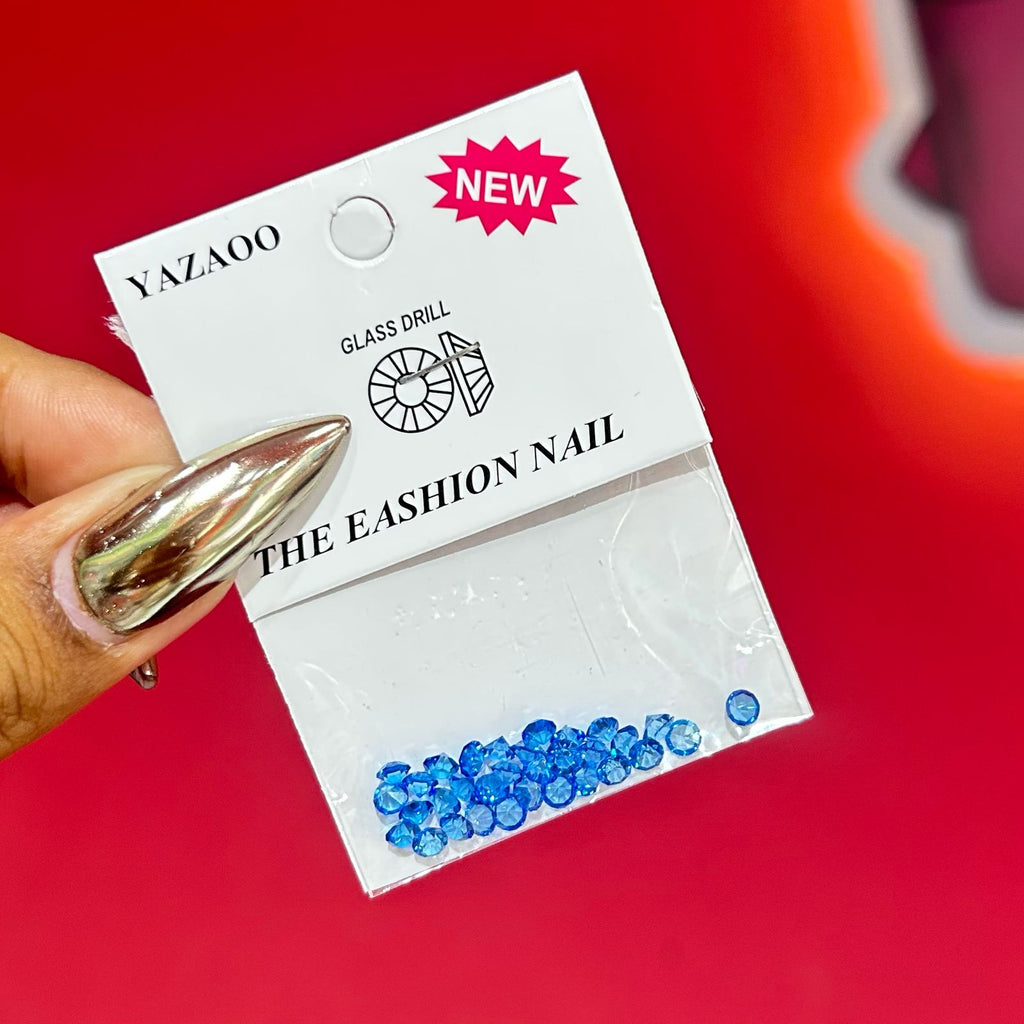 NEW
YAZAOO
GLASS DRILL
THE EASHION NAIL